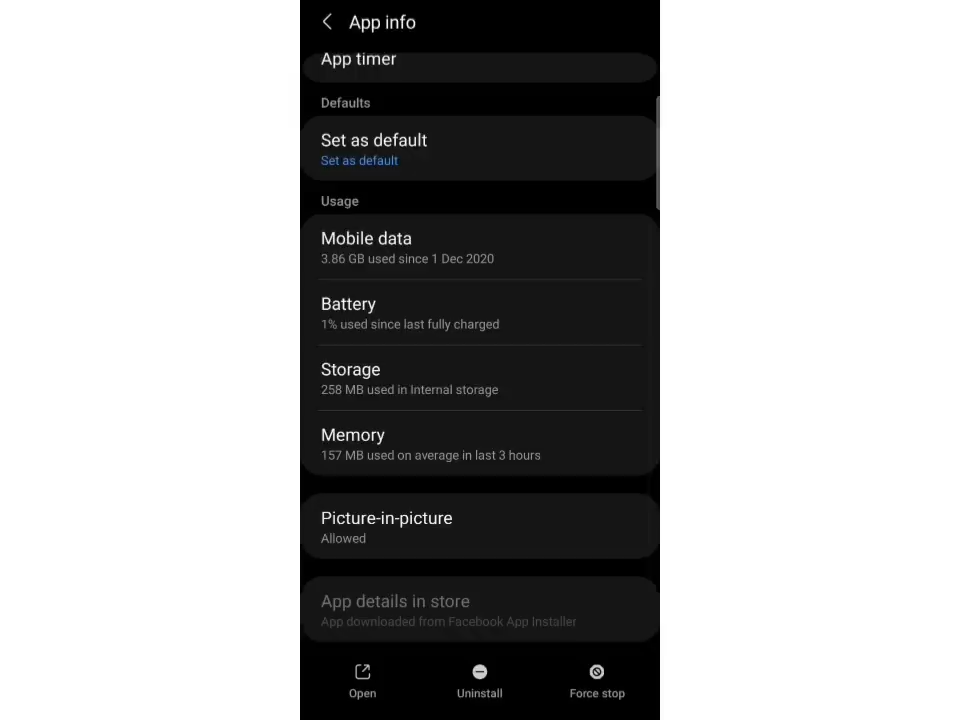 App info
App timer
Defaults
Set as default
Set as default
Usage
Mobile data
3.86 GB used since 1 Dec 2020
Battery
1% used since last fully charged
Storage
258 MB used in Internal storage
Memory
157 MB used on average in last 3 hours
Picture-in-picture
Allowed
App details in store
App downloaded from Facebook App Installer
Open
Uninstall
Force stop